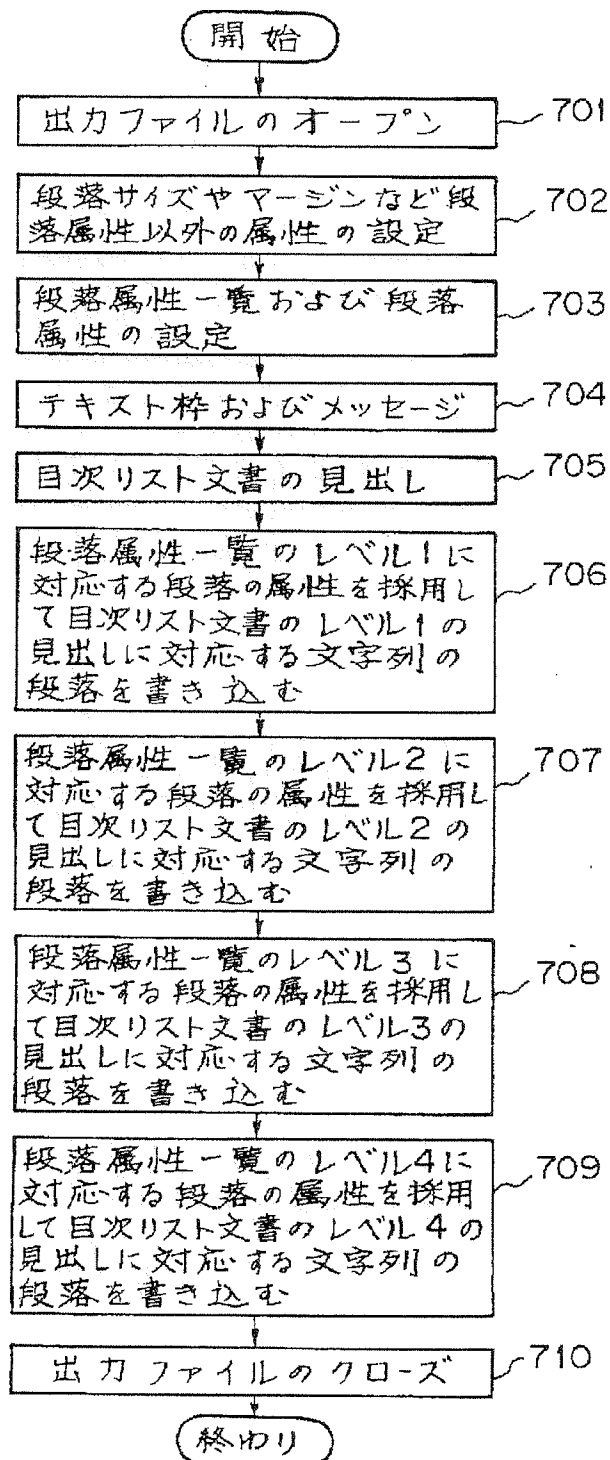 開始
出力ファイルのオープン
701
段落サイズやマージンなど段
落属性以外の属性の設定
702
段落属性一覧および段落
属性の設定
703
テキスト枠およびメッセージ
704
目次リスト文書の見出し
705
段落属性一覧のレベル1に
対応する段落の属性を採用し
て目次リスト文書のレベル1の
見出しに対応する文字列の
段落を書き込む
706
段落属性一覧のレベル2に
対応する段落の属性を採用し
て目次リスト文書のレベル2の
見出しに対応する文字列の
段落を書き込む
707
段落属性一覧のレベル3に
対応する段落の属性を採用し
て目次リスト文書のレベル3の
見出しに対応する文字列の
段落を書き込む
708
段落属性一覧のレベル4に
対応する段落の属性を採用
して目次リスト文書のレベル4の
見出しに対応する文字列の
段落を書き込む
709
出力ファイルのクローズ
710
終わり